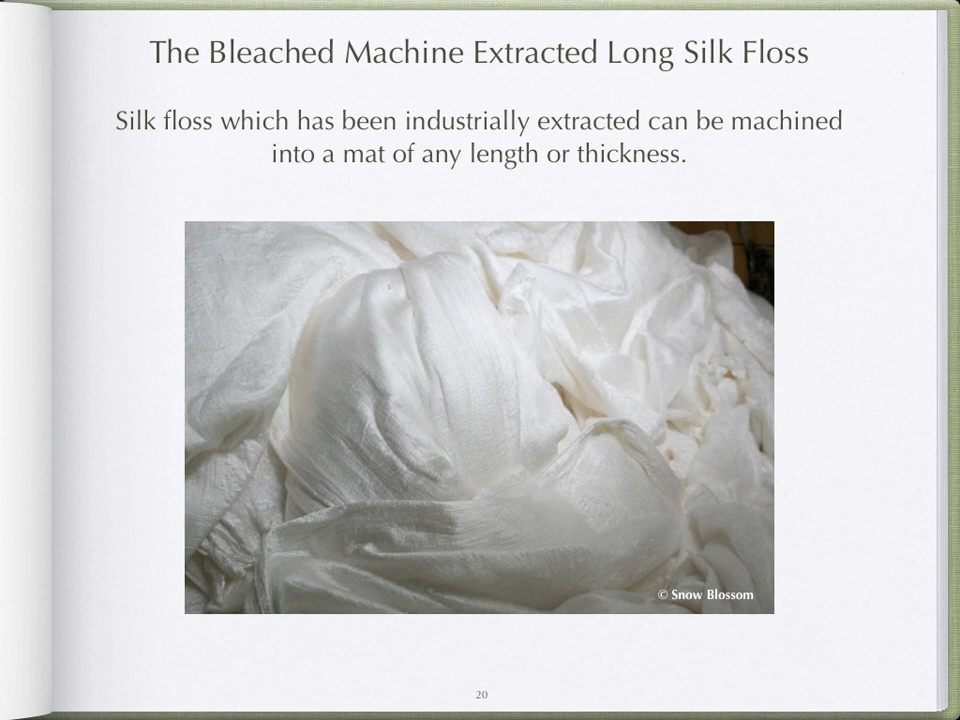 The Bleached Machine Extracted Long Silk Floss
Silk floss which has been industrially extracted can be machined
into a mat of any length or thickness.
© Snow Blossom
20